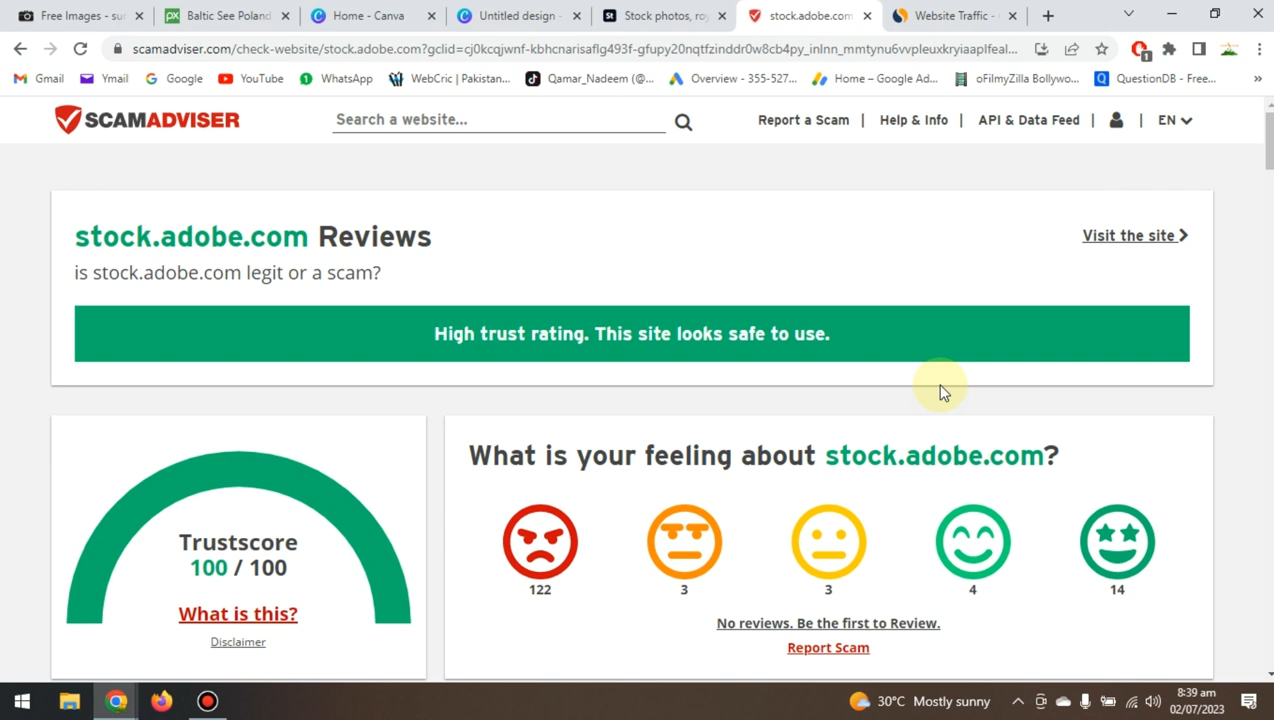 Free Images - sun
Baltic See Poland
Home - Canva
Untitled design -
Stock photos, roy
stock.adobe.com
Website Traffic -
scamadviser.com/check-website/stock.adobe.com?gclid=cj0kcqjwnf-kbhcnarisaflg493f-gfupy20nqtfzinddr0w8cb4py_inlnn_mmtynu6vvpleuxkryiaaplfeal...
Gmail
Ymail
Google
YouTube
WhatsApp
WebCric | Pakistan...
Qamar_Nadeem (@...
Overview - 355-527...
Home – Google Ad...
oFilmyZilla Bollywo...
QuestionDB - Free...
»
SCAMADVISER
Search a website...
Report a Scam | Help & Info | API & Data Feed | | EN
stock.adobe.com Reviews
Visit the site
is stock.adobe.com legit or a scam?
High trust rating. This site looks safe to use.
Trustscore
100 / 100
What is this?
Disclaimer
What is your feeling about stock.adobe.com?
122 3 3 4 14
No reviews. Be the first to Review.
Report Scam
30°C Mostly sunny
8:39 am
02/07/2023